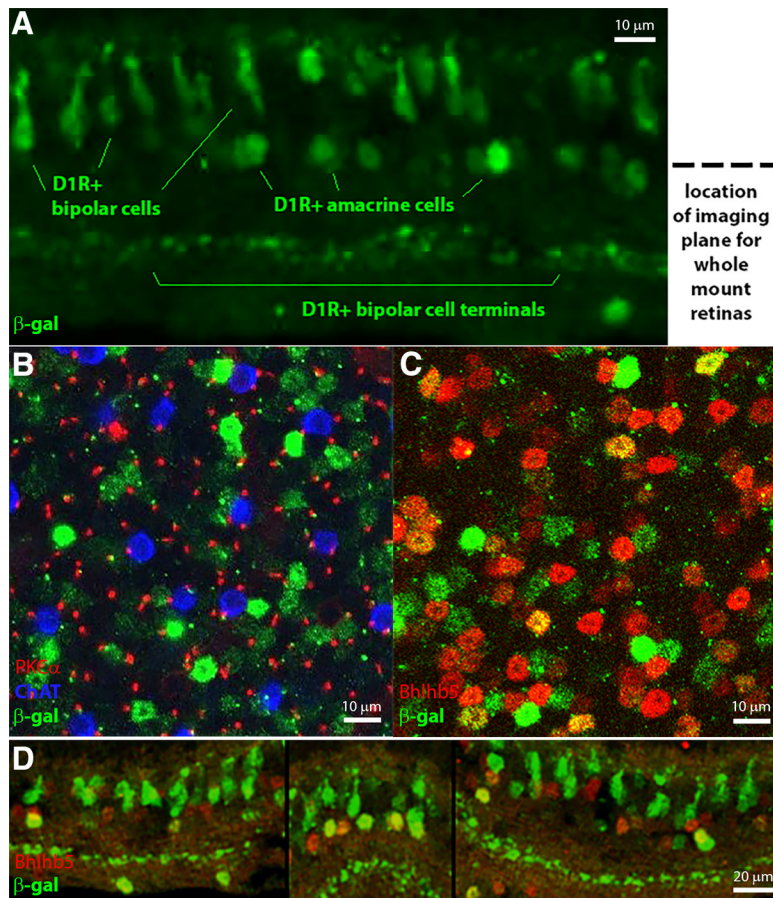 A
10 μm
D1R+
bipolar cells
D1R+ amacrine cells
D1R+ bipolar cell terminals
β-gal
location
of imaging
plane for
whole
mount
retinas
B
PKCα
ChAT
β-gal
10 μm
C
Bhlhb5
β-gal
10 μm
D
Bhlhb5
β-gal
20 μm